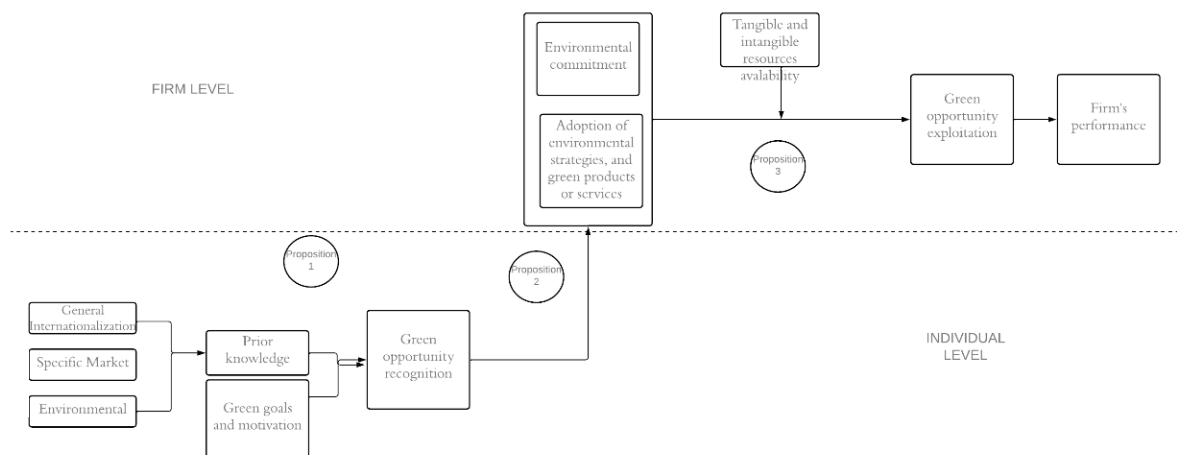 FIRM LEVEL
Environmental
commitment
Adoption of
environmental
strategies, and
green products
or services
Tangible and
intangible
resources
avalability
Proposition
3
Green
opportunity
exploitation
Firm's
performance
Proposition
1
Proposition
2
General
Internationalization
Specific Market
Environmental
Prior
knowledge
Green goals
and motivation
Green
opportunity
recognition
INDIVIDUAL
LEVEL